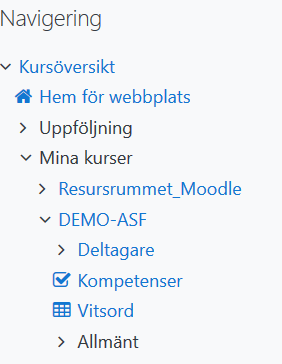 Navigering
Kursöversikt
Hem för webbplats
Uppföljning
Mina kurser
Resursrummet_Moodle
DEMO-ASF
Deltagare
Kompetenser
Vitsord
Allmänt